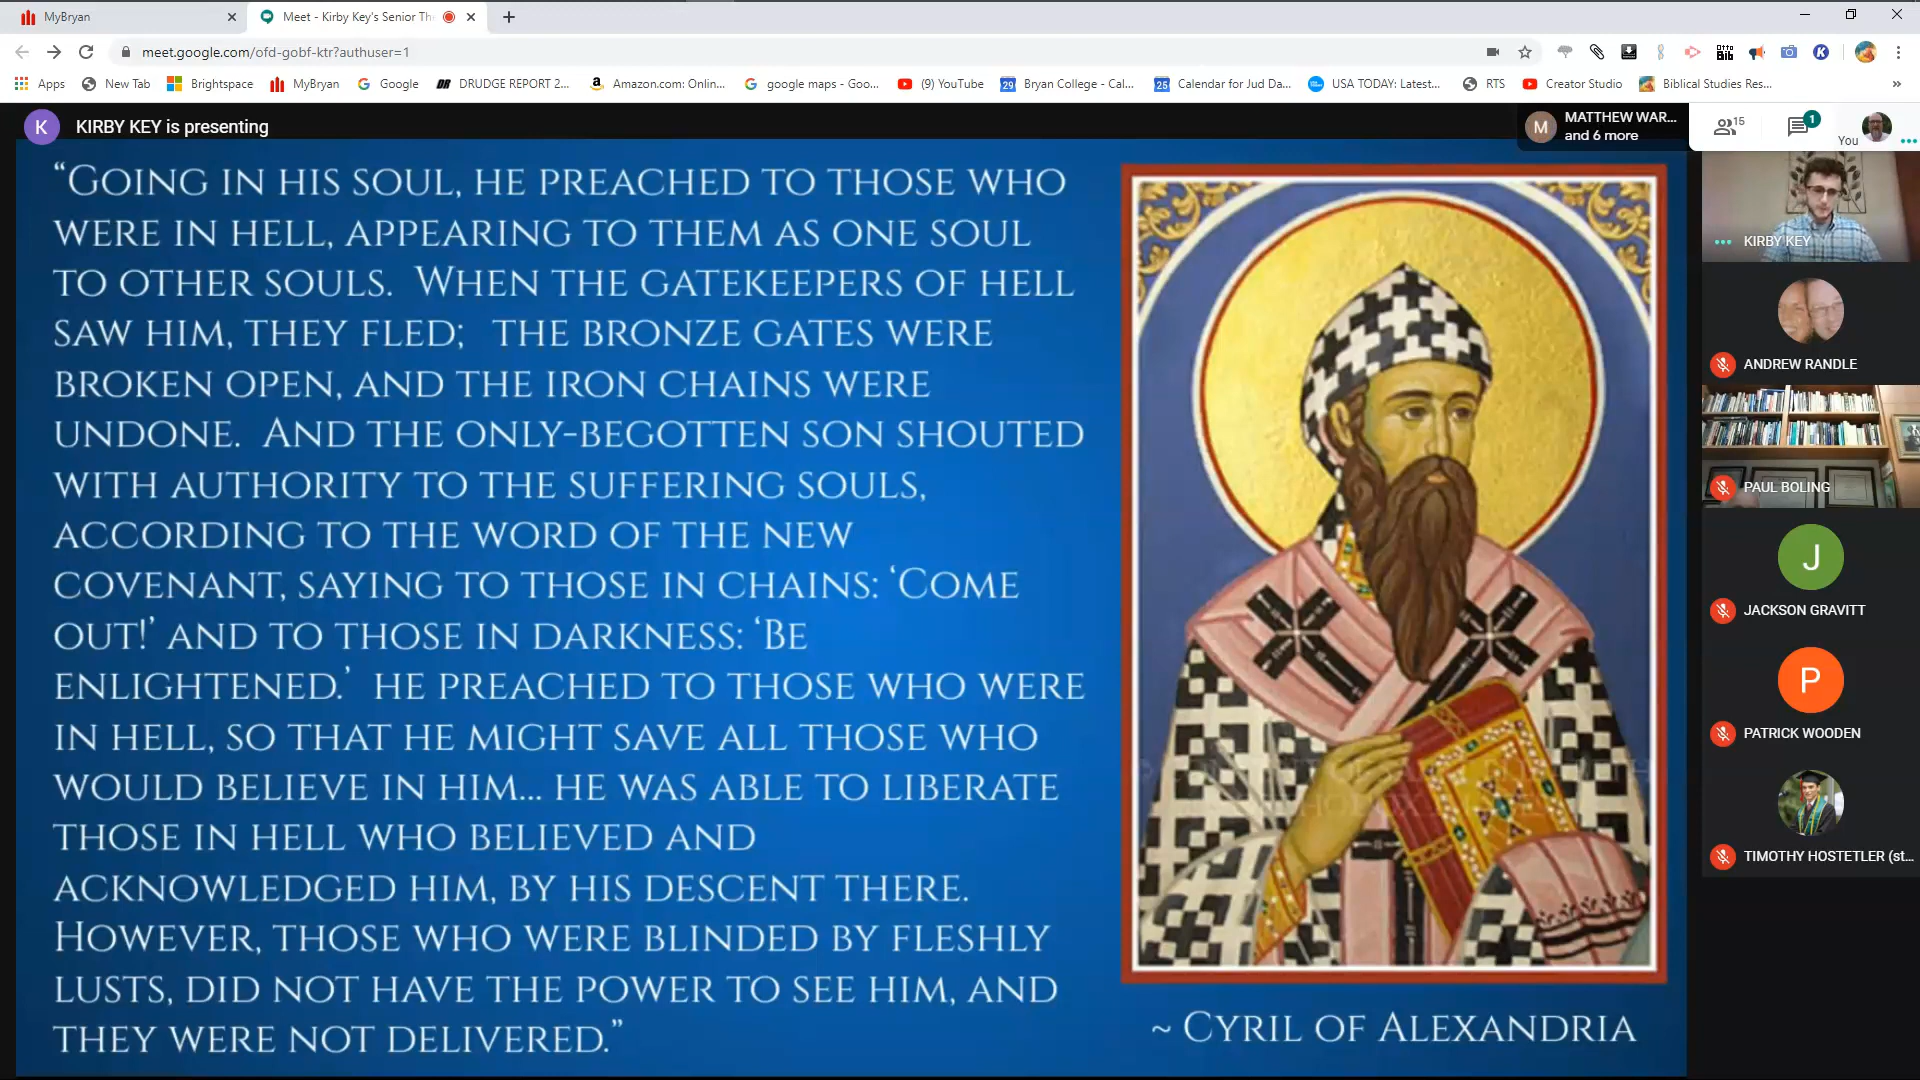 MyBryan
Meet - Kirby Key's Senior Th
meet.google.com/ofd-gobf-ktr?authuser=1
Apps
New Tab
Brightspace
MyBryan
Google
DRUDGE REPORT 2...
Amazon.com: Onlin...
google maps - Goo...
(9) YouTube
Bryan College - Cal...
Calendar for Jud Da...
USA TODAY: Latest...
RTS
Creator Studio
Biblical Studies Res...
K
KIRBY KEY is presenting
M
MATTHEW WAR...
and 6 more
15
1
You
“Going in His soul, He preached to those who
were in hell, appearing to them as one soul
to other souls. When the gatekeepers of hell
saw Him, they fled; the bronze gates were
broken open, and the iron chains were
undone. And the only-begotten Son shouted
with authority to the suffering souls,
according to the word of the new
covenant, saying to those in chains: ‘Come
out!’ and to those in darkness: ‘Be
enlightened.’ He preached to those who were
in hell, so that He might save all those who
would believe in Him... He was able to liberate
those in hell who believed and
acknowledged Him, by His descent there.
However, those who were blinded by fleshly
lusts, did not have the power to see Him, and
they were not delivered.”
~ Cyril of Alexandria
KIRBY KEY
ANDREW RANDLE
PAUL BOLING
J
JACKSON GRAVITT
P
PATRICK WOODEN
TIMOTHY HOSTETLER (st...